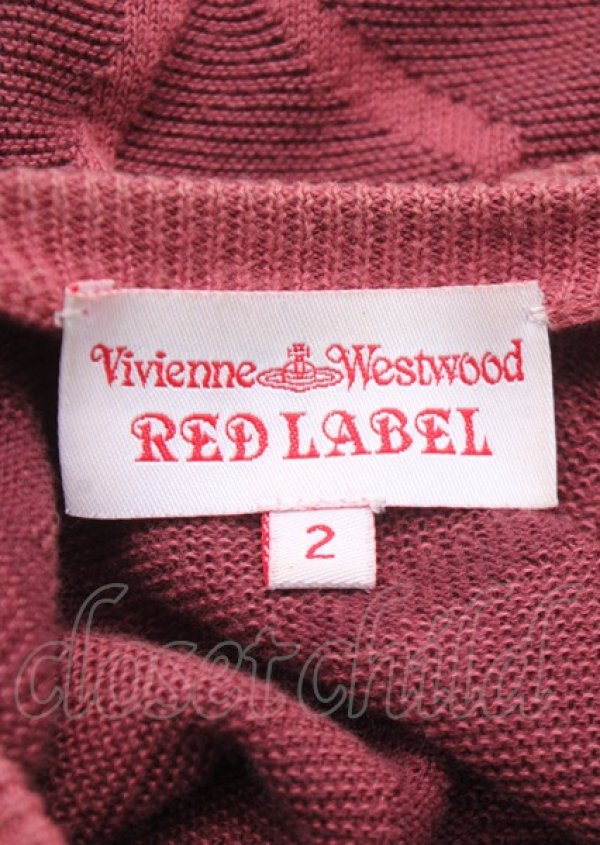 Vivienne Westwood
RED LABEL
2
closet child